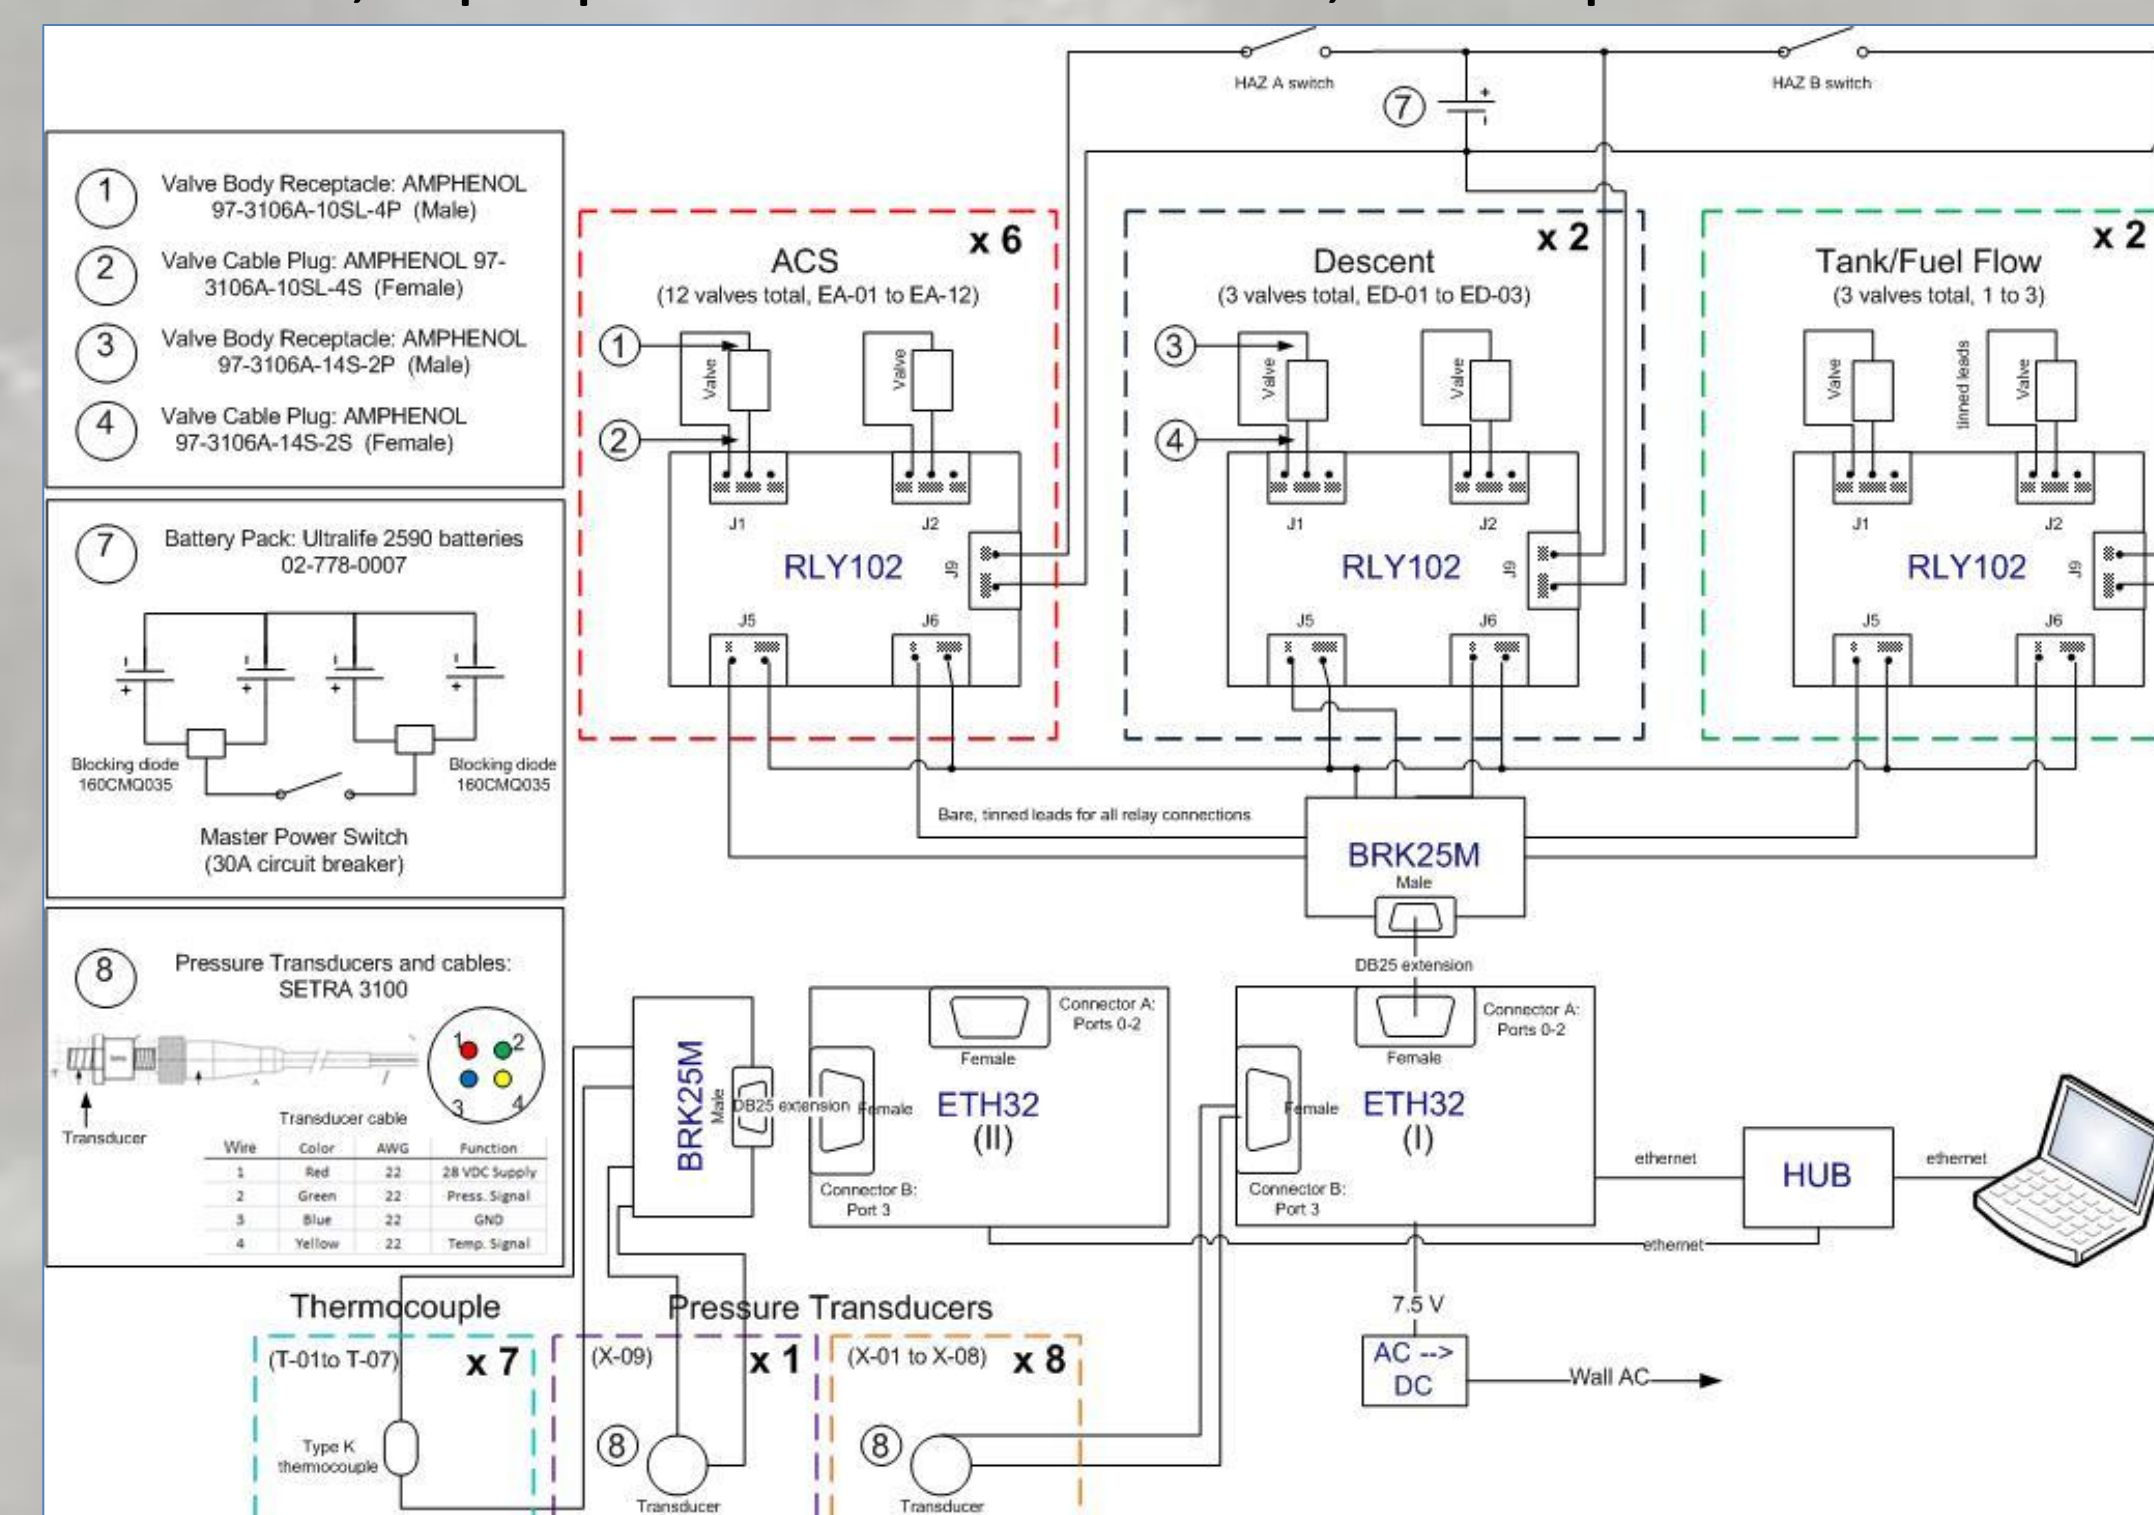 HAZ A switch
HAZ B switch
7
+
-
1
Valve Body Receptacle: AMPHENOL
97-3106A-10SL-4P (Male)
2
Valve Cable Plug: AMPHENOL 97-
3106A-10SL-4S (Female)
3
Valve Body Receptacle: AMPHENOL
97-3106A-14S-2P (Male)
4
Valve Cable Plug: AMPHENOL
97-3106A-14S-2S (Female)
7
Battery Pack: Ultralife 2590 batteries
02-778-0007
- + - + - + - +
Blocking diode
160CMQ035
Blocking diode
160CMQ035
Master Power Switch
(30A circuit breaker)
8
Pressure Transducers and cables:
SETRA 3100
1 2
3 4
Transducer
Transducer cable
Wire Color AWG Function
1 Red 22 28 VDC Supply
2 Green 22 Press. Signal
3 Blue 22 GND
4 Yellow 22 Temp. Signal
x 6
ACS
(12 valves total, EA-01 to EA-12)
1
2
Valve
Valve
J1
J2
RLY102
J9
J5
J6
x 2
Descent
(3 valves total, ED-01 to ED-03)
3
4
Valve
Valve
J1
J2
RLY102
J9
J5
J6
x 2
Tank/Fuel Flow
(3 valves total, 1 to 3)
Valve
tinned leads
Valve
J1
J2
RLY102
J9
J5
J6
Bare, tinned leads for all relay connections
BRK25M
Male
DB25 extension
BRK25M
Male
DB25 extension
Connector A:
Ports 0-2
Female
Female
ETH32
(II)
Connector B:
Port 3
Connector A:
Ports 0-2
Female
Female
ETH32
(I)
Connector B:
Port 3
ethernet
HUB
ethernet
ethernet
7.5 V
AC -->
DC
Wall AC
Thermocouple
(T-01to T-07)
x 7
Type K
thermocouple
Pressure Transducers
(X-09)
x 1
8
Transducer
(X-01 to X-08)
x 8
8
Transducer